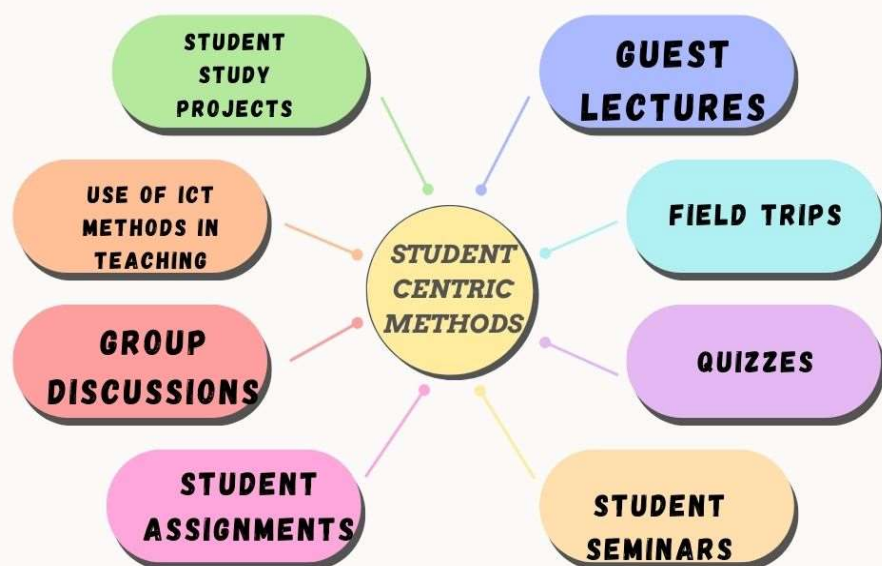 STUDENT
STUDY
PROJECTS
GUEST
LECTURES
USE OF ICT
METHODS IN
TEACHING
FIELD TRIPS
STUDENT
CENTRIC
METHODS
GROUP
DISCUSSIONS
QUIZZES
STUDENT
ASSIGNMENTS
STUDENT
SEMINARS